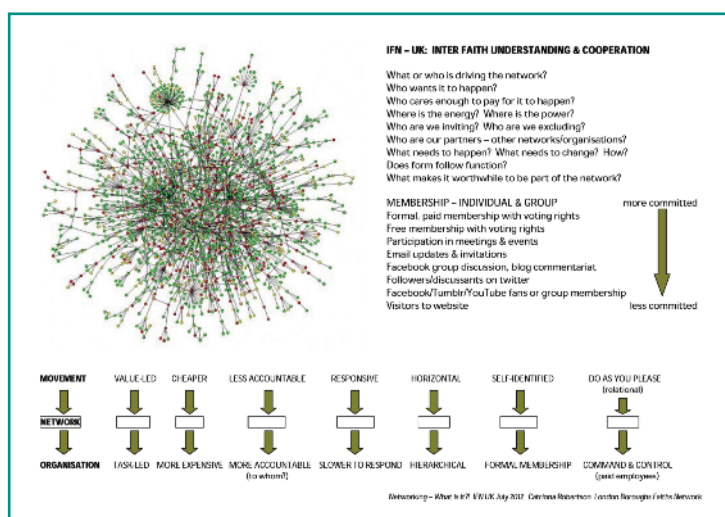 IFN – UK: INTER FAITH UNDERSTANDING & COOPERATION
What or who is driving the network?
Who wants it to happen?
Who cares enough to pay for it to happen?
Where is the energy? Where is the power?
Who are we inviting? Who are we excluding?
Who are our partners – other networks/organisations?
What needs to happen? What needs to change? How?
Does form follow function?
What makes it worthwhile to be part of the network?
MEMBERSHIP – INDIVIDUAL & GROUP more committed
Formal, paid membership with voting rights
Free membership with voting rights
Participation in meetings & events
Email updates & invitations
Facebook group discussion, blog commentariat
Followers/discussants on twitter
Facebook/Tumblr/YouTube fans or group membership
Visitors to website less committed
MOVEMENT VALUE-LED CHEAPER LESS ACCOUNTABLE RESPONSIVE HORIZONTAL SELF-IDENTIFIED DO AS YOU PLEASE
(relational)
NETWORK
ORGANISATION TASK-LED MORE EXPENSIVE MORE ACCOUNTABLE SLOWER TO RESPOND HIERARCHICAL FORMAL MEMBERSHIP COMMAND & CONTROL
(to whom?) (paid employees)
Networking – What Is It? IFN UK July 2012 Catriona Robertson London Boroughs Faiths Network